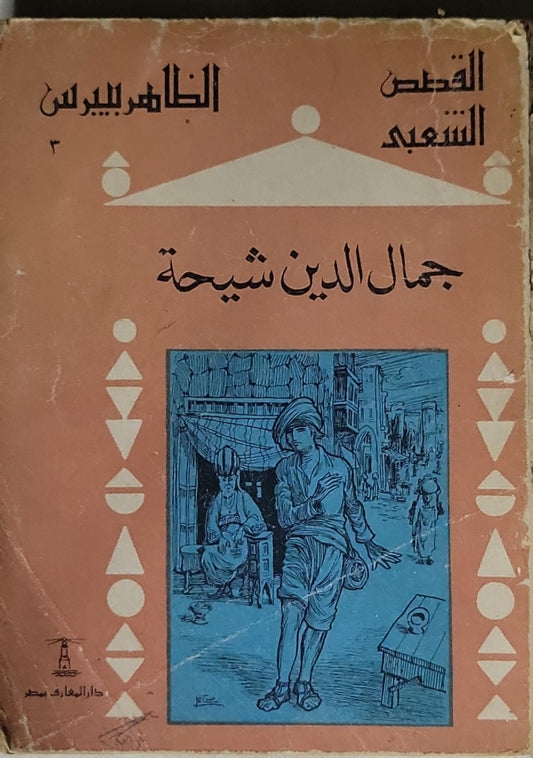 القصص
الشعبى
الظاهر بيبرس
٣
جمال الدين شيحة
دار المعارف بمصر